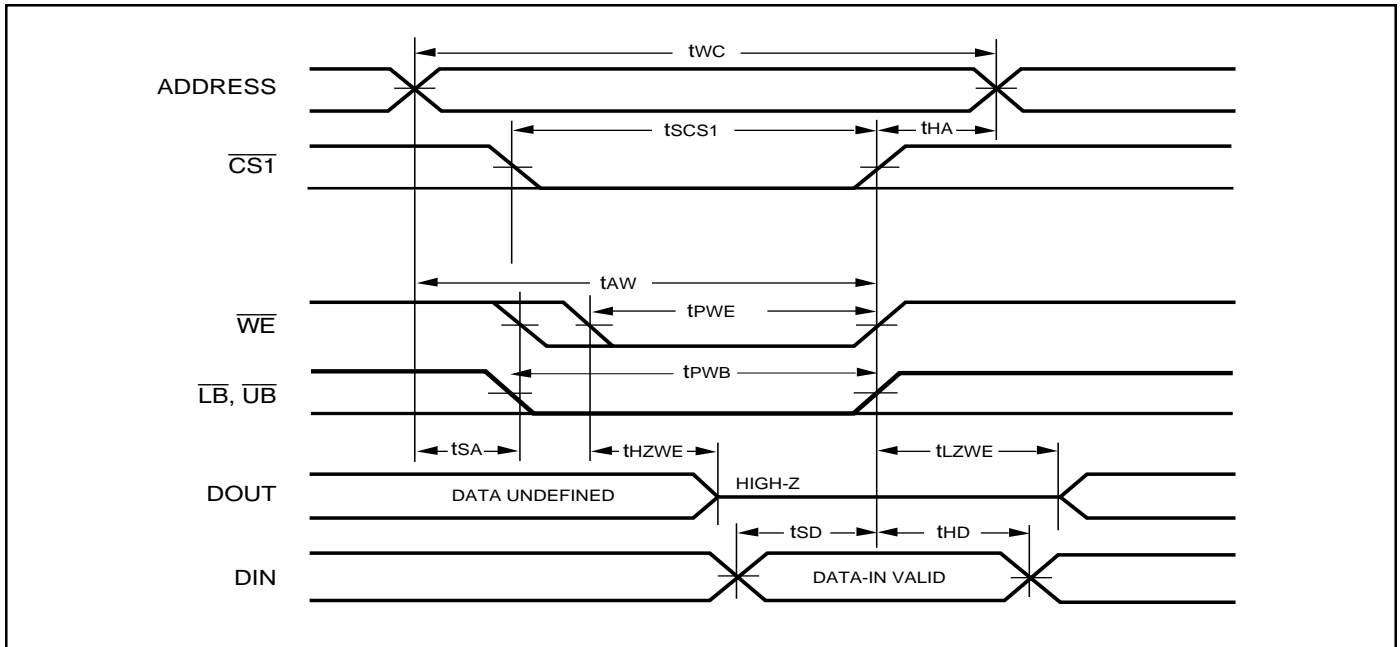 tWC
ADDRESS
tSCS1
tHA
CS1
tAW
WE
tPWE
tPWB
LB, UB
tSA
tHZWE
tLZWE
DOUT
DATA UNDEFINED
HIGH-Z
tSD
tHD
DIN
DATA-IN VALID